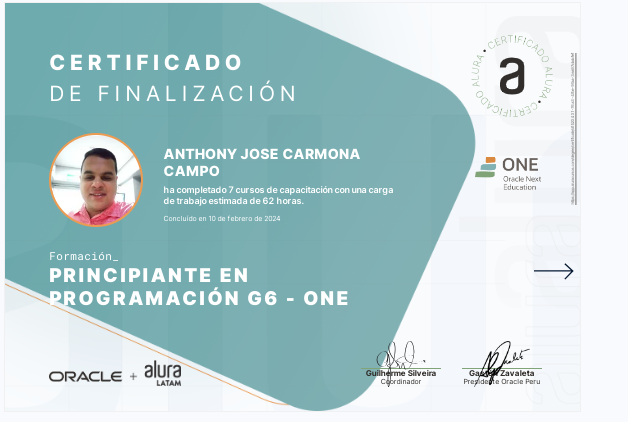 CERTIFICADO
DE FINALIZACIÓN
CERTIFICADO ALURA • CERTIFICADO ALURA •
a
ANTHONY JOSE CARMONA
CAMPO
ha completado 7 cursos de capacitación con una carga
de trabajo estimada de 62 horas.
Concluido en 10 de febrero de 2024
ONE
Oracle Next
Education
Formación_
PRINCIPIANTE EN
PROGRAMACIÓN G6 - ONE
ORACLE + alura
LATAM
Guilherme Silveira
Coordinador
Zavaleta
Presidente Oracle Peru